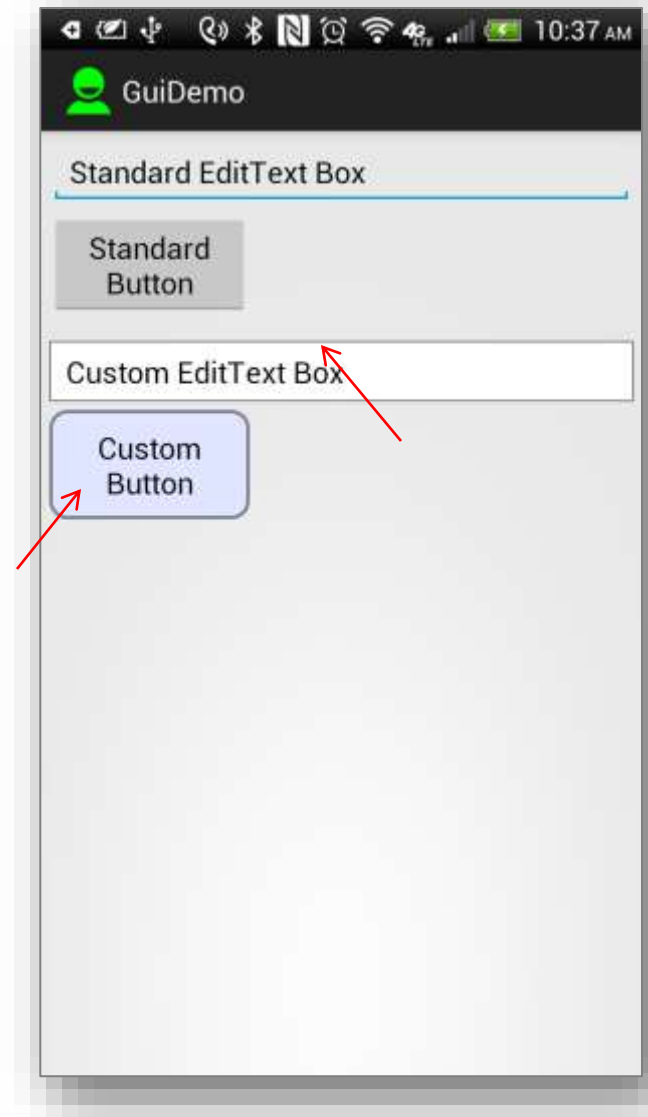 10:37 AM
GuiDemo
Standard EditText Box
Standard
Button
Custom EditText Box
Custom
Button